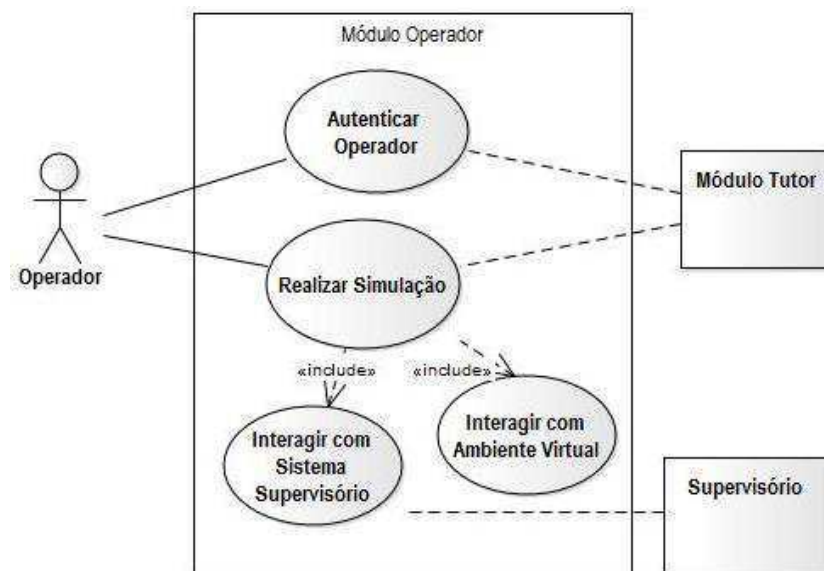 Módulo Operador
Autenticar
Operador
Módulo Tutor
Operador
Realizar Simulação
«include»
«include»
Interagir com
Sistema
Supervisório
Interagir com
Ambiente Virtual
Supervisório